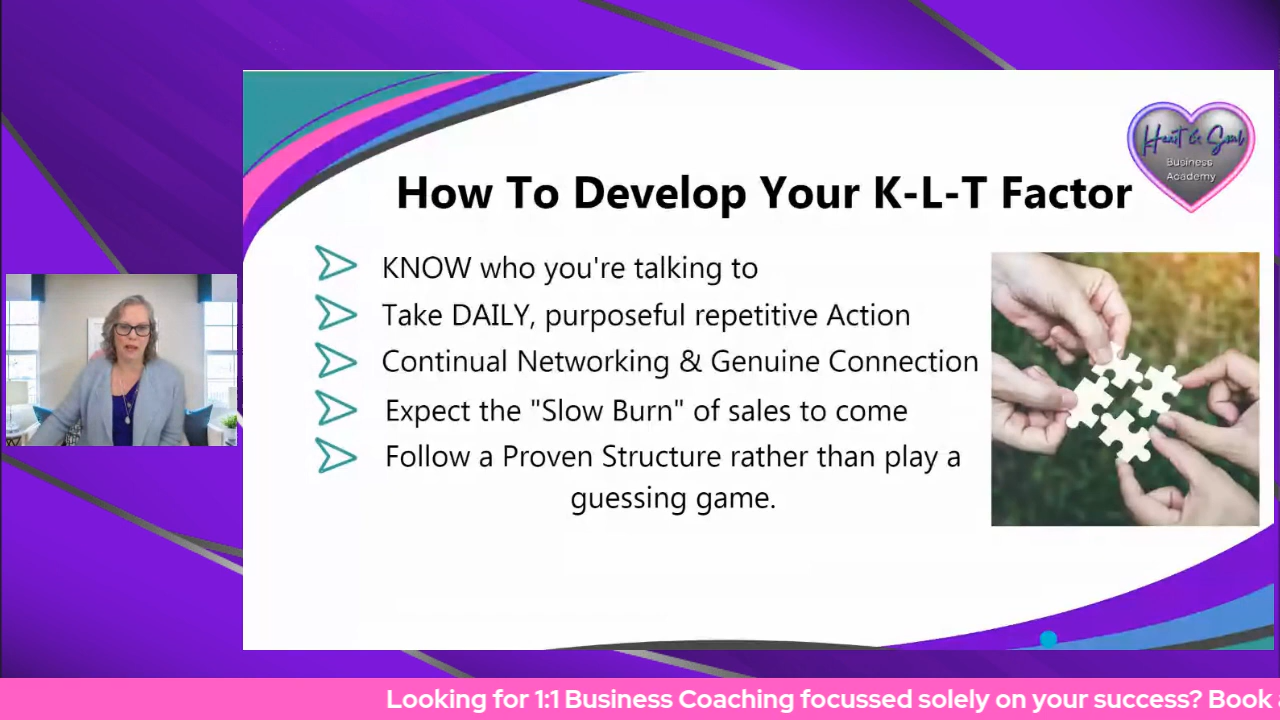 Heart & Soul
Business
Academy
How To Develop Your K-L-T Factor
KNOW who you're talking to
Take DAILY, purposeful repetitive Action
Continual Networking & Genuine Connection
Expect the "Slow Burn" of sales to come
Follow a Proven Structure rather than play a
guessing game.
Looking for 1:1 Business Coaching focussed solely on your success? Book